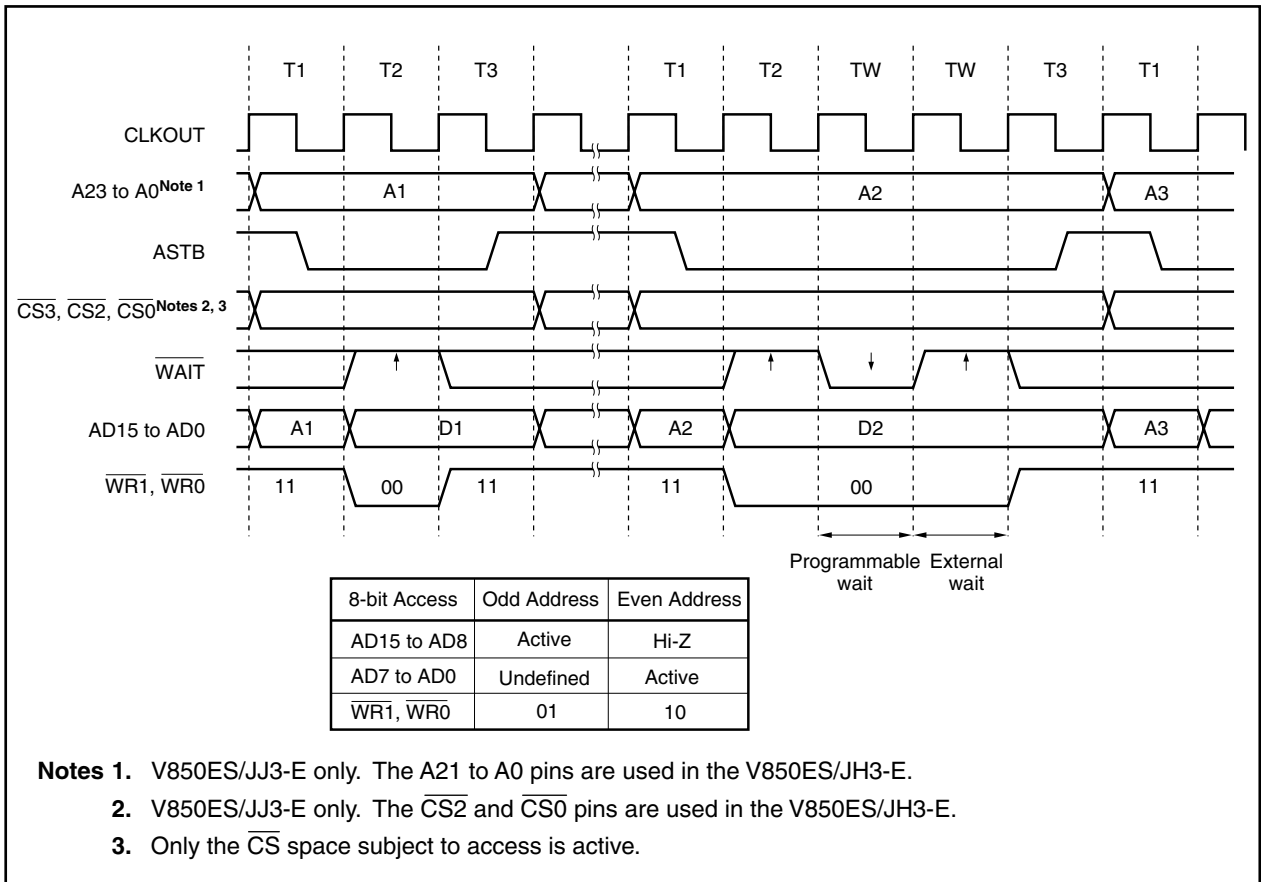 T1 T2 T3 T1 T2 TW TW T3 T1
CLKOUT
A23 to A0Note 1 A1 A2 A3
ASTB
CS3, CS2, CS0Notes 2, 3
WAIT
AD15 to AD0 A1 D1 A2 D2 A3
WR1, WR0 11 00 11 11 00 11
Programmable wait External wait
8-bit Access Odd Address Even Address
AD15 to AD8 Active Hi-Z
AD7 to AD0 Undefined Active
WR1, WR0 01 10
Notes 1. V850ES/JJ3-E only. The A21 to A0 pins are used in the V850ES/JH3-E.
2. V850ES/JJ3-E only. The CS2 and CS0 pins are used in the V850ES/JH3-E.
3. Only the CS space subject to access is active.